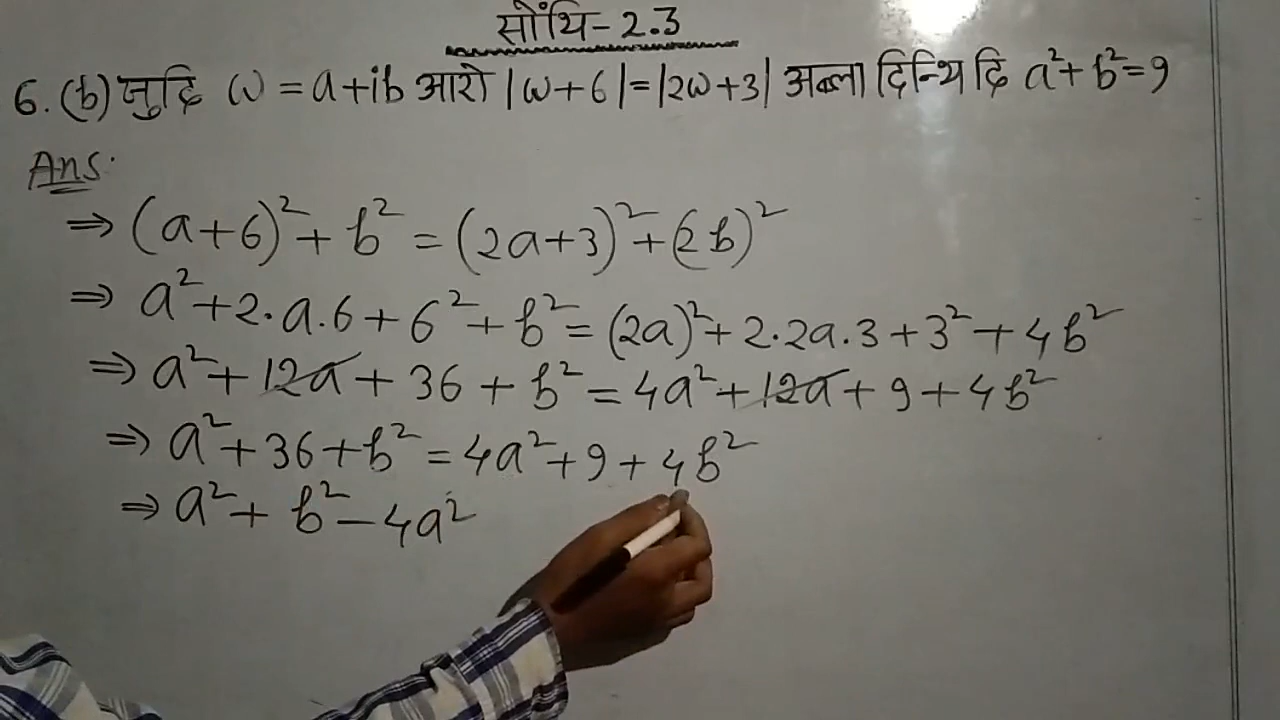 सोंथि-2.3
6. (b) जुदि ω = a+ib आरो |ω+6|=|2ω+3| अब्ला दिन्थि दि a²+b²=9
Ans:
⇒ (a+6)²+b² = (2a+3)²+(2b)²
⇒ a²+2.a.6+6²+b²=(2a)²+2.2a.3+3²+4b²
⇒ a²+12a+36+b²=4a²+12a+9+4b²
⇒ a²+36+b²=4a²+9+4b²
⇒ a²+b²-4a²